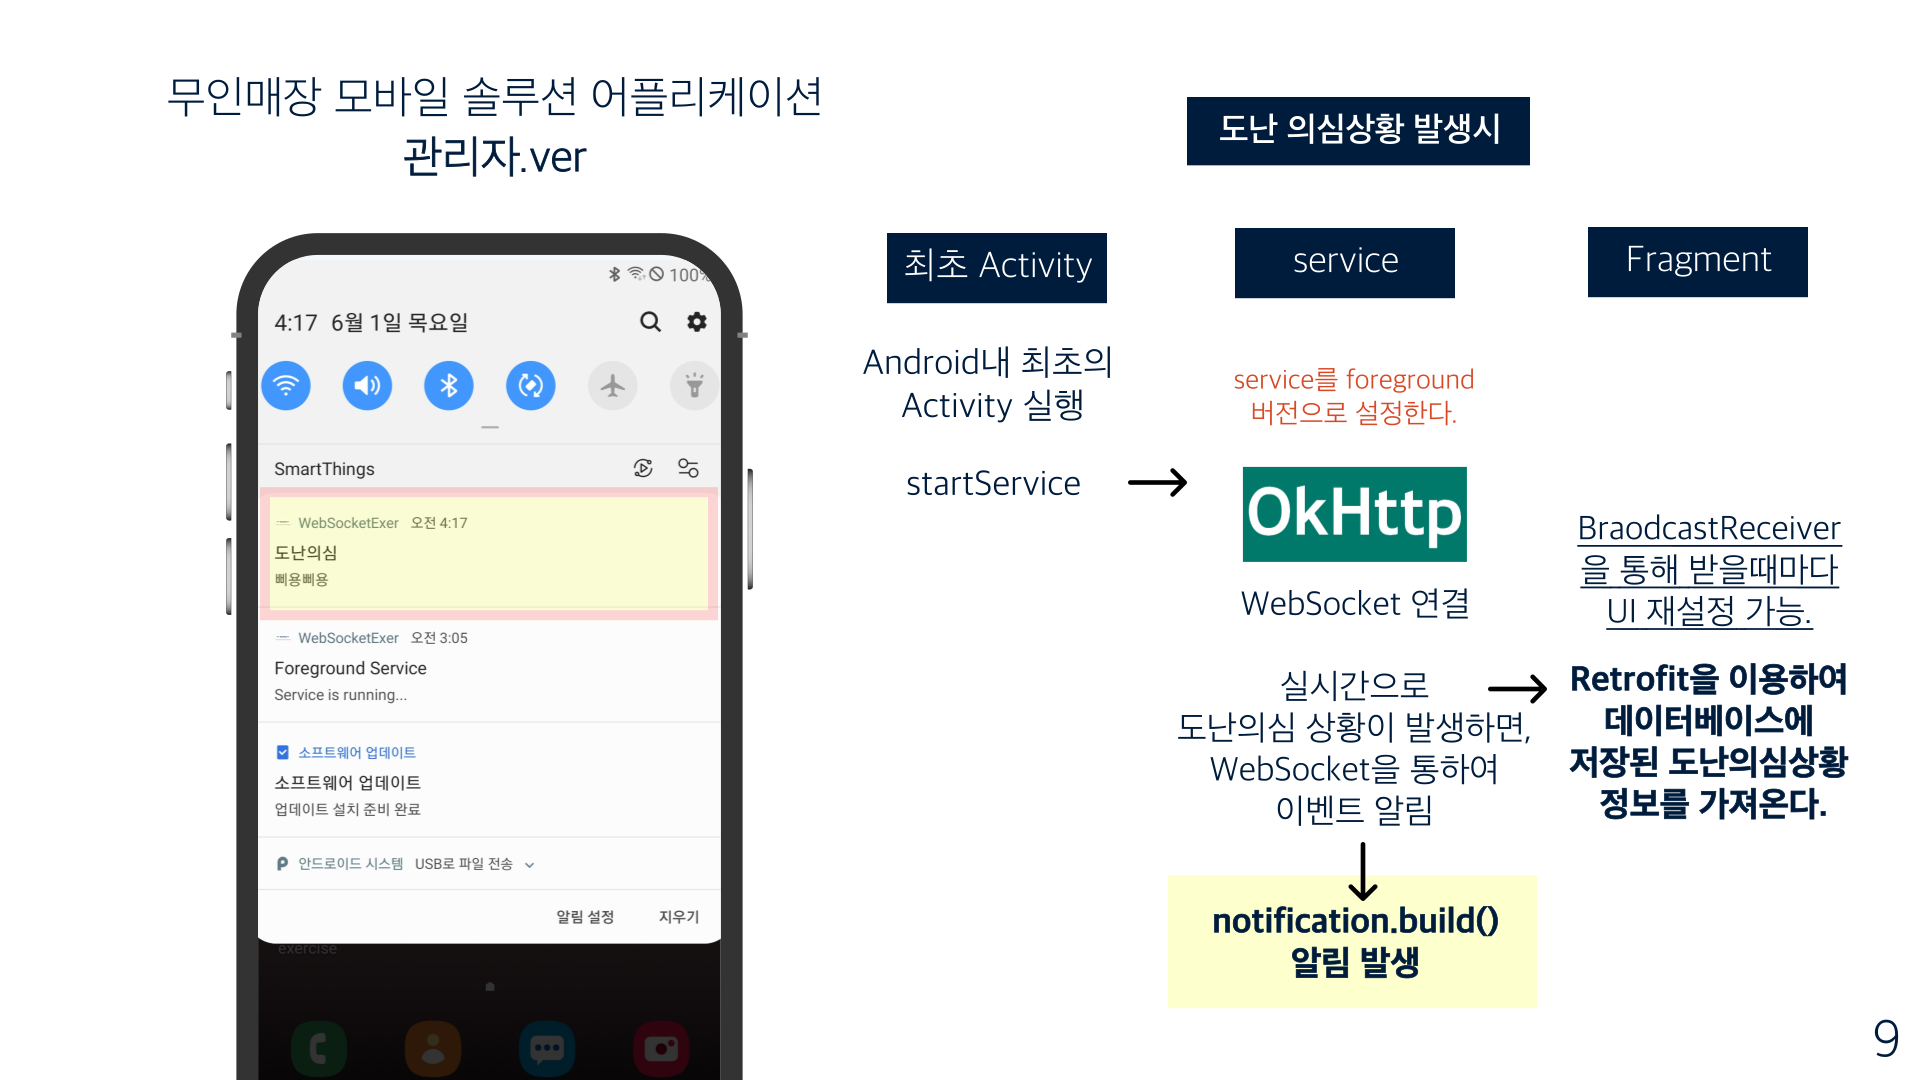 무인매장 모바일 솔루션 어플리케이션
관리자.ver
100%
4:17 6월 1일 목요일
SmartThings
WebSocketExer 오전 4:17
도난의심
삐용삐용
WebSocketExer 오전 3:05
Foreground Service
Service is running...
소프트웨어 업데이트
소프트웨어 업데이트
업데이트 설치 준비 완료
안드로이드 시스템 USB로 파일 전송
알림 설정 지우기
exercise
도난 의심상황 발생시
최초 Activity
Android내 최초의
Activity 실행
startService
service
service를 foreground
버전으로 설정한다.
OkHttp
WebSocket 연결
실시간으로
도난의심 상황이 발생하면,
WebSocket을 통하여
이벤트 알림
notification.build()
알림 발생
Fragment
BraodcastReceiver
을 통해 받을때마다
UI 재설정 가능.
Retrofit을 이용하여
데이터베이스에
저장된 도난의심상황
정보를 가져온다.
9